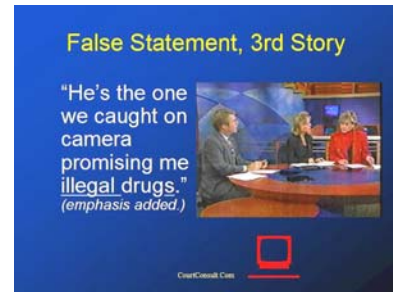 False Statement, 3rd Story
“He’s the one
we caught on
camera
promising me
illegal drugs.”
(emphasis added.)
CourtConsult.Com